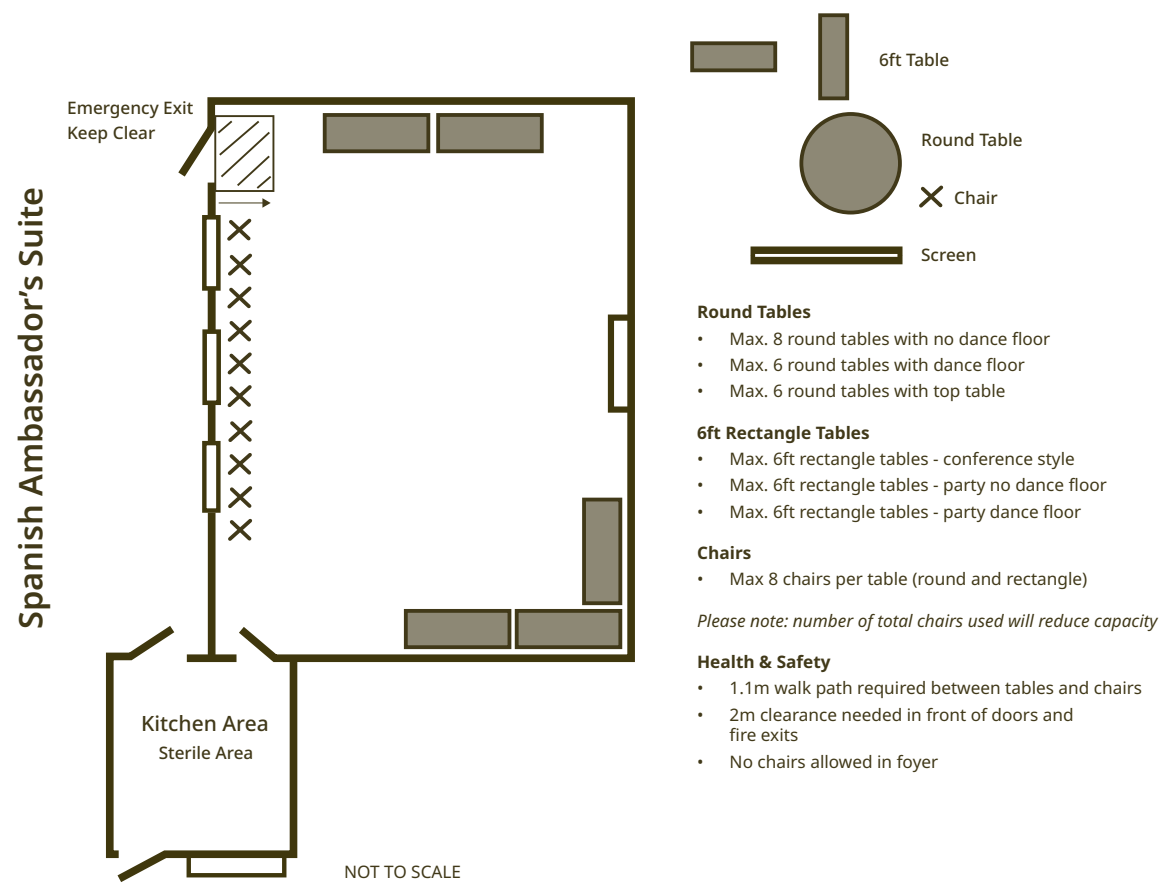 Spanish Ambassador's Suite
Emergency Exit
Keep Clear
Kitchen Area
Sterile Area
NOT TO SCALE
6ft Table
Round Table
Chair
Screen
Round Tables
• Max. 8 round tables with no dance floor
• Max. 6 round tables with dance floor
• Max. 6 round tables with top table
6ft Rectangle Tables
• Max. 6ft rectangle tables - conference style
• Max. 6ft rectangle tables - party no dance floor
• Max. 6ft rectangle tables - party dance floor
Chairs
• Max 8 chairs per table (round and rectangle)
Please note: number of total chairs used will reduce capacity
Health & Safety
• 1.1m walk path required between tables and chairs
• 2m clearance needed in front of doors and
fire exits
• No chairs allowed in foyer